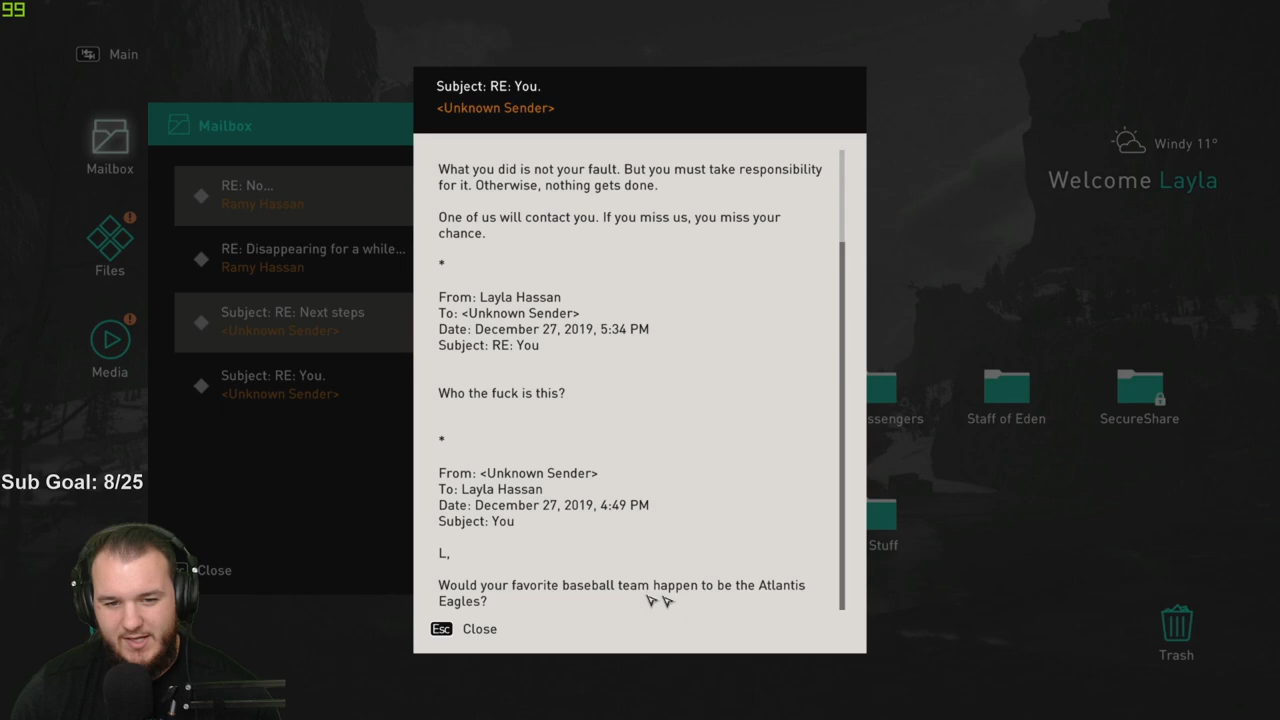 99
Main
Mailbox
Files
Media
Mailbox
RE: No...
Ramy Hassan
RE: Disappearing for a while...
Ramy Hassan
Subject: RE: Next steps
<Unknown Sender>
Subject: RE: You.
<Unknown Sender>
Close
Subject: RE: You.
<Unknown Sender>
What you did is not your fault. But you must take responsibility
for it. Otherwise, nothing gets done.
One of us will contact you. If you miss us, you miss your
chance.
*
From: Layla Hassan
To: <Unknown Sender>
Date: December 27, 2019, 5:34 PM
Subject: RE: You
Who the fuck is this?
*
From: <Unknown Sender>
To: Layla Hassan
Date: December 27, 2019, 4:49 PM
Subject: You
L,
Would your favorite baseball team happen to be the Atlantis
Eagles?
Esc Close
Windy 11°
Welcome Layla
ssengers
Staff of Eden
SecureShare
Stuff
Trash
Sub Goal: 8/25